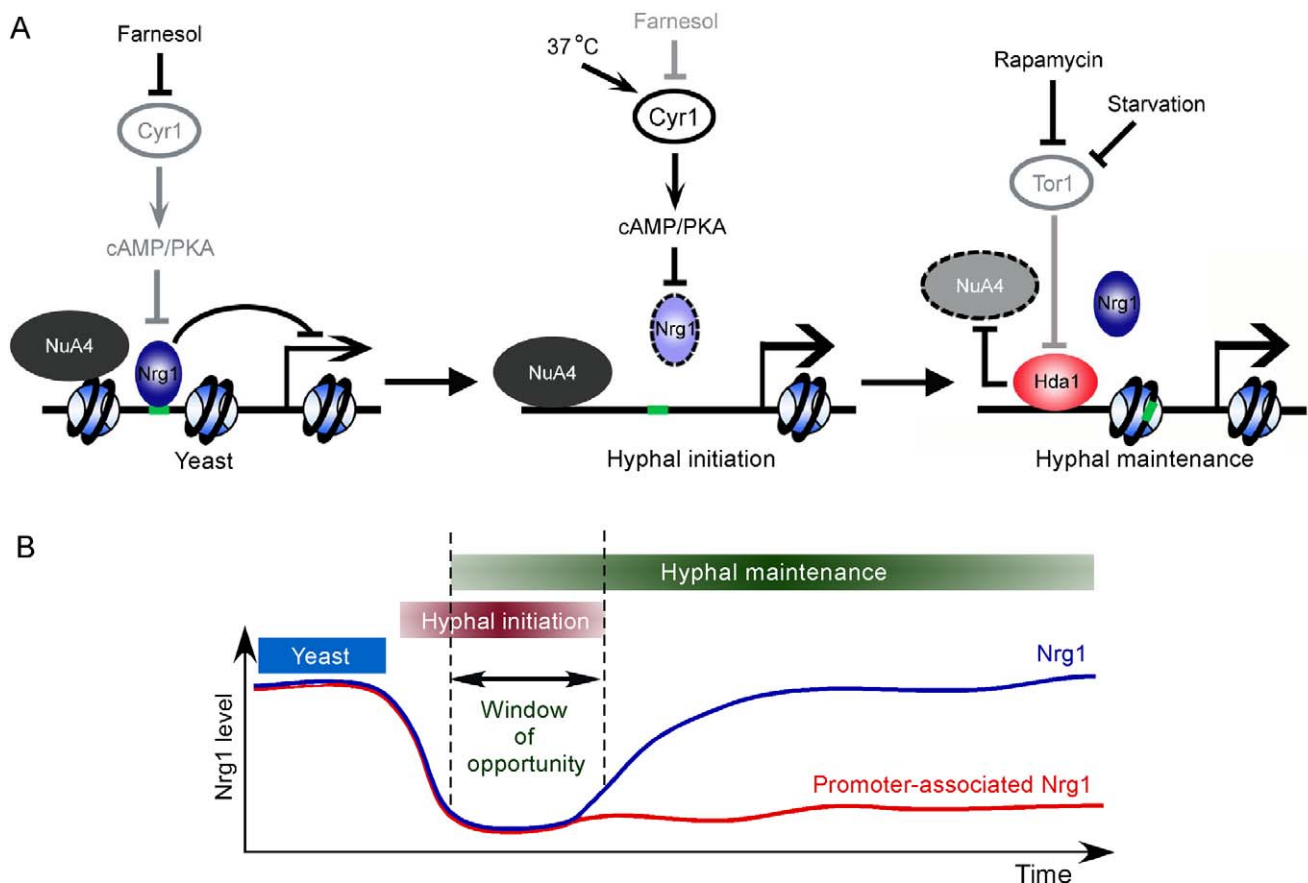 A
Farnesol
Cyr1
cAMP/PKA
NuA4
Nrg1
Yeast
Farnesol
37 °C
Cyr1
cAMP/PKA
Nrg1
NuA4
Hyphal initiation
Rapamycin
Starvation
Tor1
NuA4
Nrg1
Hda1
Hyphal maintenance
B
Hyphal maintenance
Hyphal initiation
Yeast
Nrg1
Window
of
opportunity
Nrg1 level
Promoter-associated Nrg1
Time